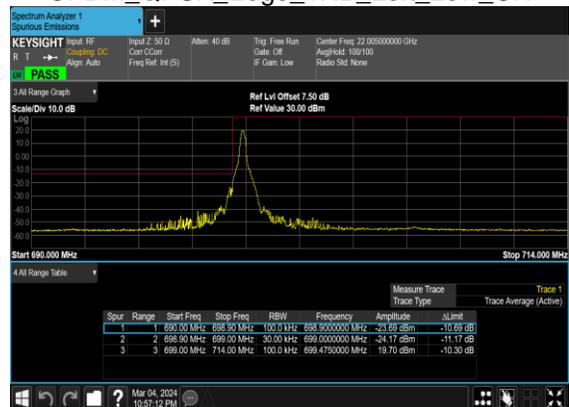 Spectrum Analyzer 1
Spurious Emissions
+
KEYSIGHT Input: RF Input Z: 50 Ω Atten: 40 dB Trig: Free Run Center Freq: 22.005000000 GHz
R T Coupling: DC Corr CCorr Gate: Off Avg|Hold: 100/100
Align: Auto Freq Ref: Int (S) IF Gain: Low Radio Std: None
PASS
3 All Range Graph
Ref Lvl Offset 7.50 dB
Scale/Div 10.0 dB Ref Value 30.00 dBm
Log
20.0
10.0
0.00
-10.0
-20.0
-30.0
-40.0
-50.0
-60.0
Start 690.000 MHz Stop 714.000 MHz
4 All Range Table
Measure Trace Trace 1
Trace Type Trace Average (Active)
Spur Range Start Freq Stop Freq RBW Frequency Amplitude ΔLimit
1 1 690.00 MHz 698.90 MHz 100.0 kHz 698.9000000 MHz -23.69 dBm -10.69 dB
2 2 698.90 MHz 699.00 MHz 30.00 kHz 699.0000000 MHz -24.17 dBm -11.17 dB
3 3 699.00 MHz 714.00 MHz 100.0 kHz 699.4750000 MHz 19.70 dBm -10.30 dB
? Mar 04, 2024
10:57:12 PM